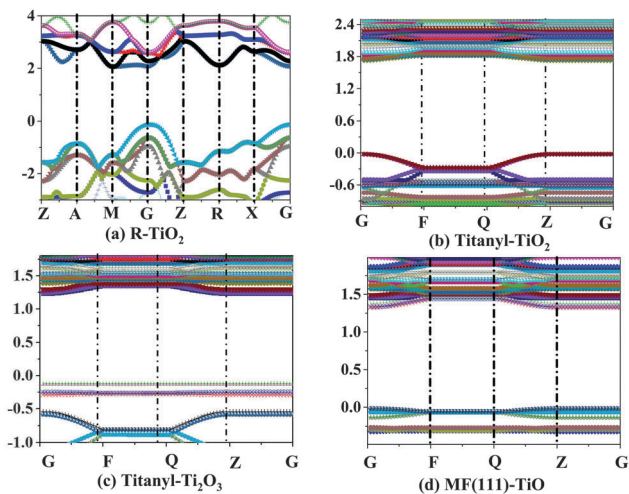 4
2
0
-2
Z A M G Z R X G
(a) R-TiO₂
2.4
1.8
1.2
0.6
0.0
-0.6
G F Q Z G
(b) Titanyl-TiO₂
1.5
1.0
0.5
0.0
-0.5
-1.0
G F Q Z G
(c) Titanyl-Ti₂O₃
1.5
1.0
0.5
0.0
G F Q Z G
(d) MF(111)-TiO